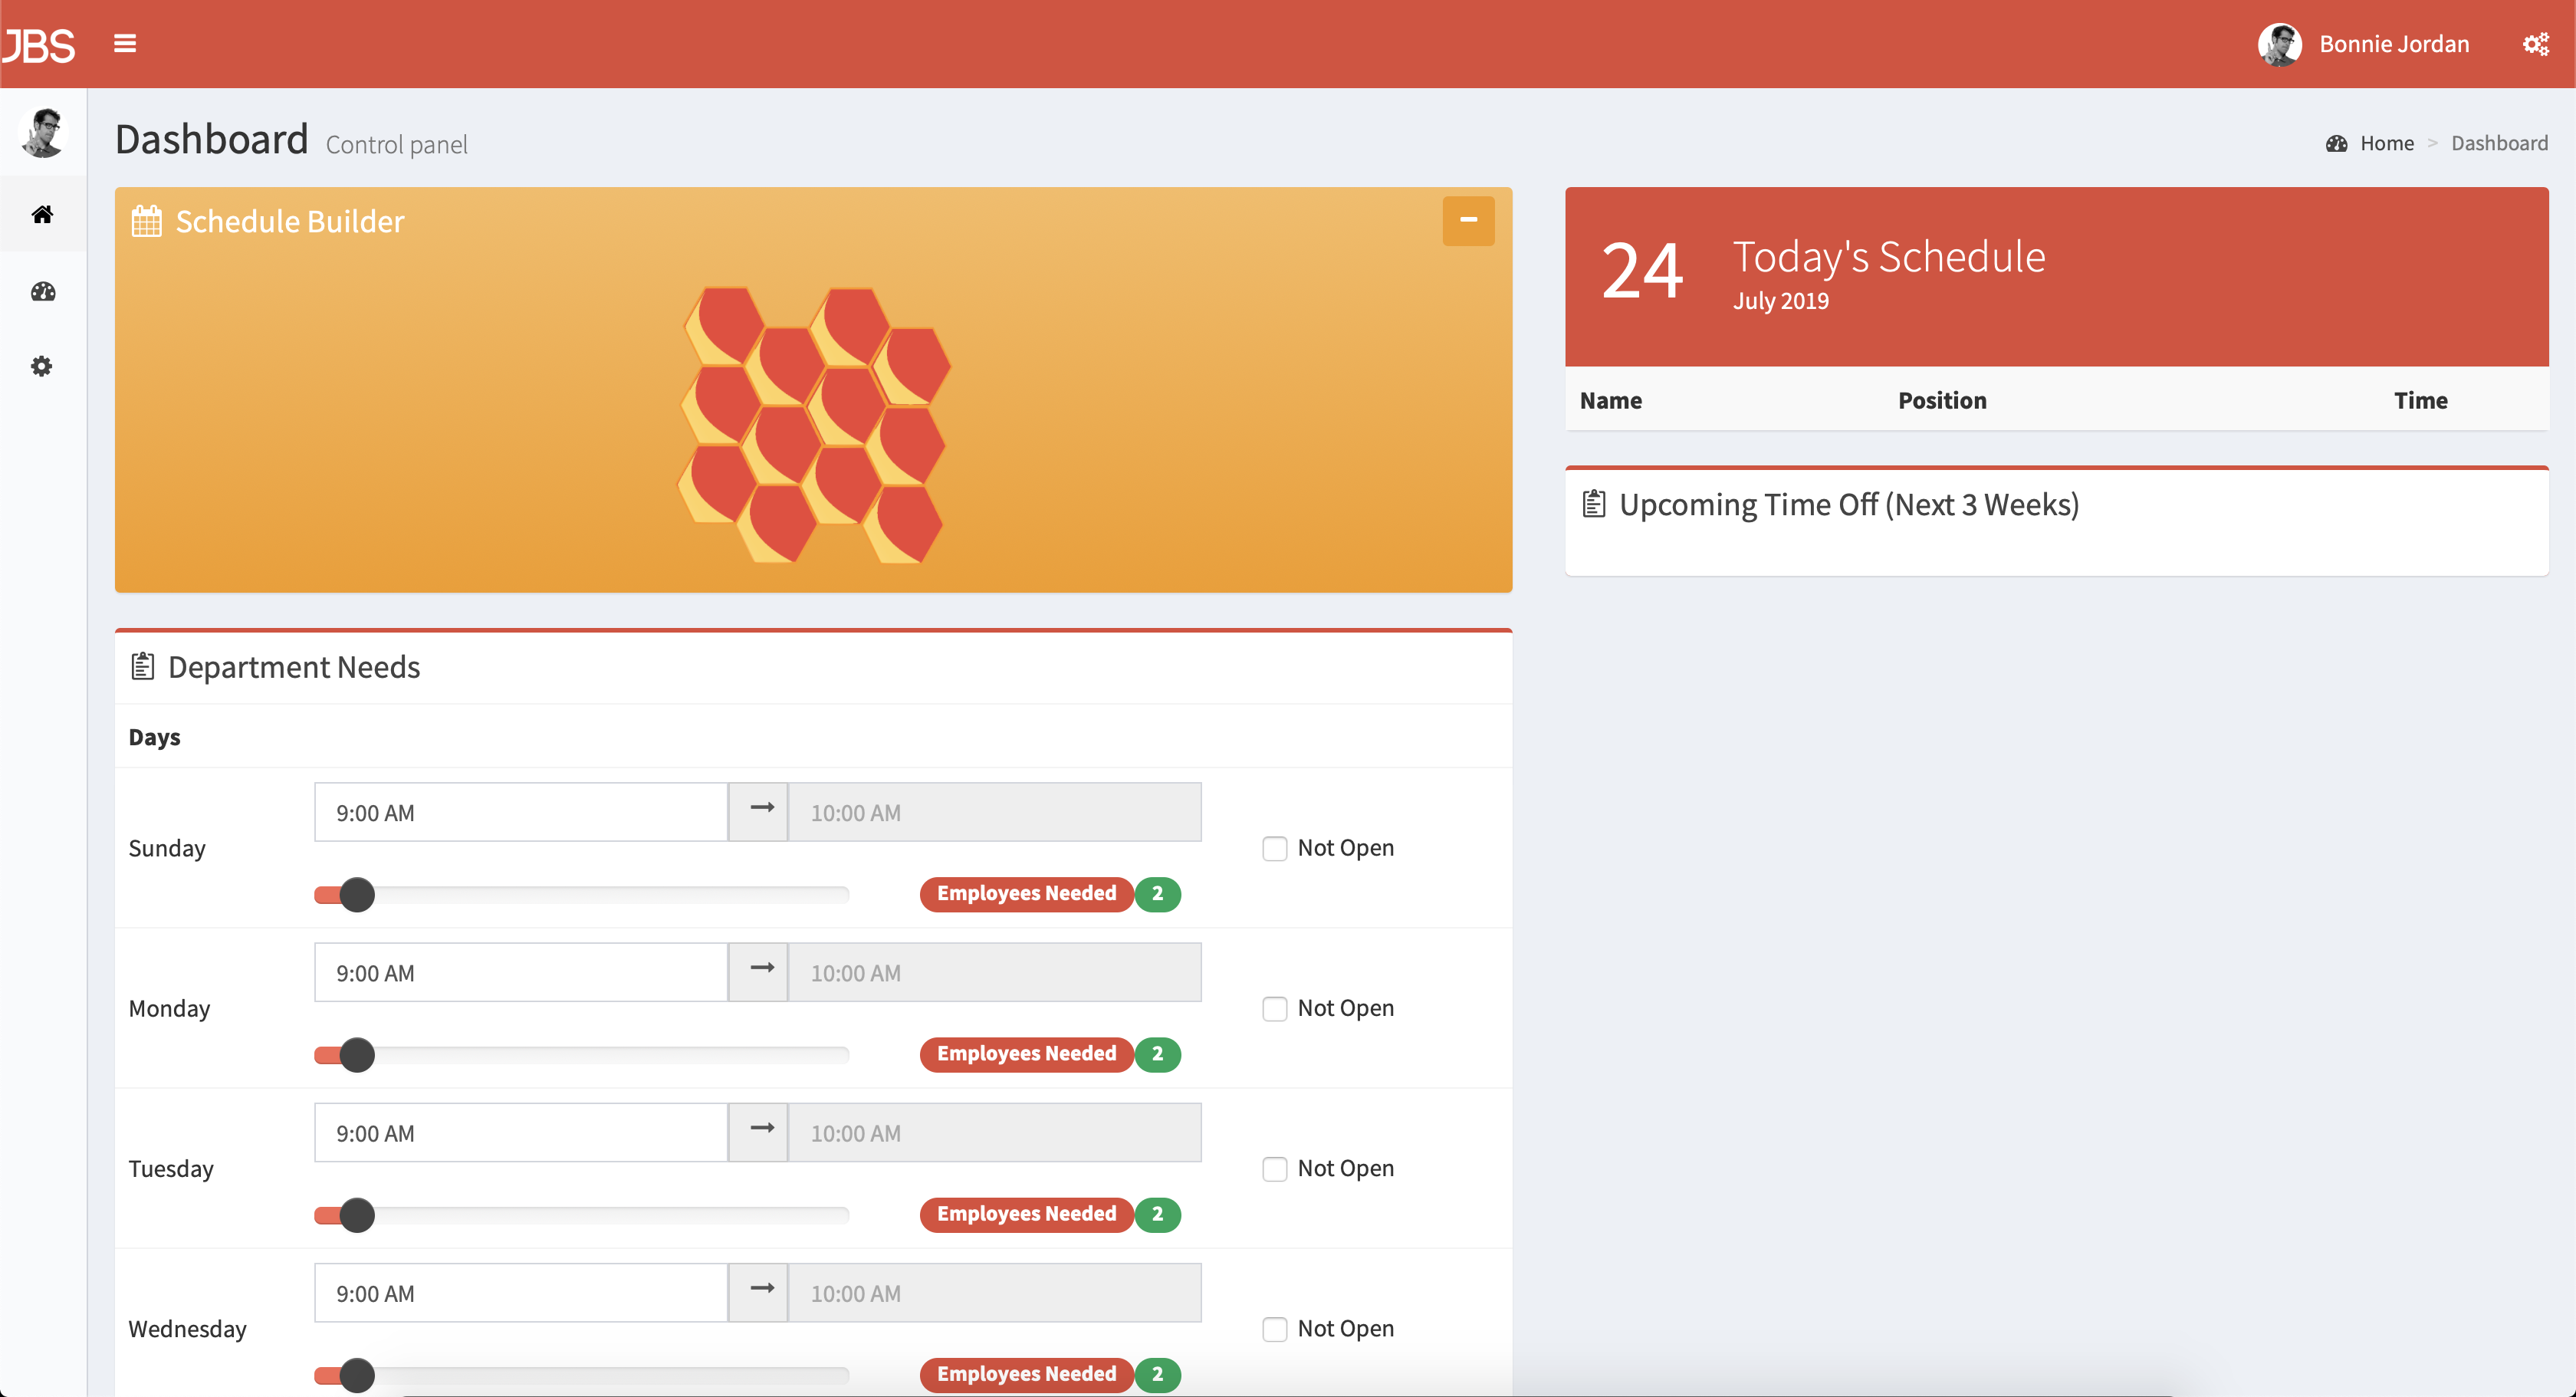 JBS
Bonnie Jordan
Dashboard Control panel
Home > Dashboard
Schedule Builder
24
Today's Schedule
July 2019
Name Position Time
Upcoming Time Off (Next 3 Weeks)
Department Needs
Days
Sunday
9:00 AM → 10:00 AM
Not Open
Employees Needed 2
Monday
9:00 AM → 10:00 AM
Not Open
Employees Needed 2
Tuesday
9:00 AM → 10:00 AM
Not Open
Employees Needed 2
Wednesday
9:00 AM → 10:00 AM
Not Open
Employees Needed 2